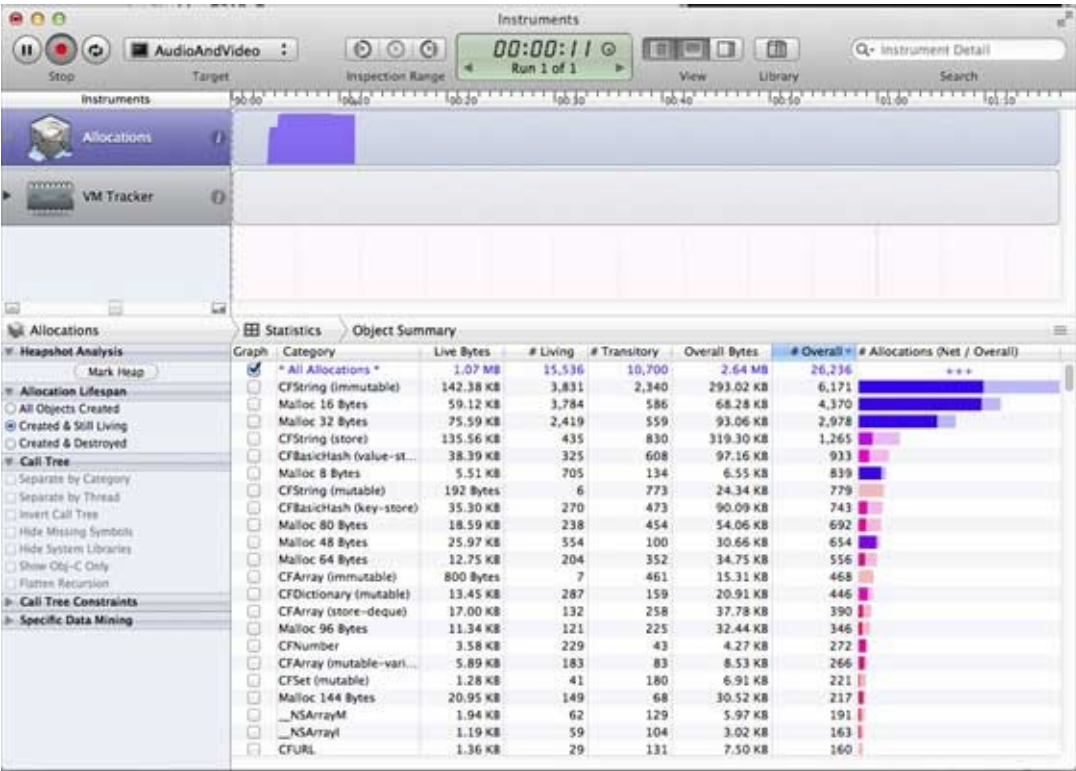 Instruments
AudioAndVideo
00:00:11
Run 1 of 1
Instrument Detail
Stop
Target
Inspection Range
View
Library
Search
Instruments
00:00
00:10
00:20
00:30
00:40
00:50
01:00
01:10
Allocations
VM Tracker
Allocations
Statistics
Object Summary
Heapshot Analysis
Mark Heap
Allocation Lifespan
All Objects Created
Created & Still Living
Created & Destroyed
Call Tree
Separate by Category
Separate by Thread
Invert Call Tree
Hide Missing Symbols
Hide System Libraries
Show Obj-C Only
Flatten Recursion
Call Tree Constraints
Specific Data Mining
Graph Category Live Bytes # Living # Transitory Overall Bytes # Overall # Allocations (Net / Overall)
* All Allocations * 1.07 MB 15,536 10,700 2.64 MB 26,236 +++
CFString (immutable) 142.38 KB 3,831 2,340 293.02 KB 6,171
Malloc 16 Bytes 59.12 KB 3,784 586 68.28 KB 4,370
Malloc 32 Bytes 75.59 KB 2,419 559 93.06 KB 2,978
CFString (store) 135.56 KB 435 830 319.30 KB 1,265
CFBasicHash (value-st... 38.39 KB 325 608 97.16 KB 933
Malloc 8 Bytes 5.51 KB 705 134 6.55 KB 839
CFString (mutable) 192 Bytes 6 773 24.34 KB 779
CFBasicHash (key-store) 35.30 KB 270 473 90.09 KB 743
Malloc 80 Bytes 18.59 KB 238 454 54.06 KB 692
Malloc 48 Bytes 25.97 KB 554 100 30.66 KB 654
Malloc 64 Bytes 12.75 KB 204 352 34.75 KB 556
CFArray (immutable) 800 Bytes 7 461 15.31 KB 468
CFDictionary (mutable) 13.45 KB 287 159 20.91 KB 446
CFArray (store-deque) 17.00 KB 132 258 37.78 KB 390
Malloc 96 Bytes 11.34 KB 121 225 32.44 KB 346
CFNumber 3.58 KB 229 43 4.27 KB 272
CFArray (mutable-vari... 5.89 KB 183 83 8.53 KB 266
CFSet (mutable) 1.28 KB 41 180 6.91 KB 221
Malloc 144 Bytes 20.95 KB 149 68 30.52 KB 217
__NSArrayM 1.94 KB 62 129 5.97 KB 191
__NSArrayI 1.19 KB 59 104 3.02 KB 163
CFURL 1.36 KB 29 131 7.50 KB 160